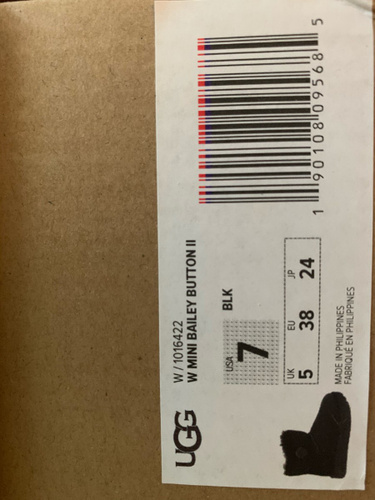 UGG
W / 1016422
W MINI BAILEY BUTTON II
USA
7
BLK
UK EU JP
5 38 24
MADE IN PHILIPPINES
FABRIQUÉ EN PHILIPPINES
1 90108 09568 5